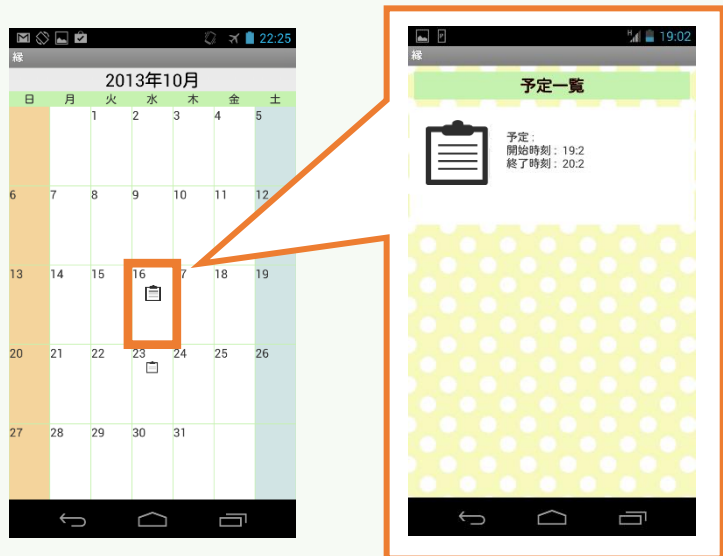 22:25
縁
2013年10月
日 月 火 水 木 金 土
1 2 3 4 5
6 7 8 9 10 11 12
13 14 15 16 17 18 19
20 21 22 23 24 25 26
27 28 29 30 31
H 19:02
縁
予定一覧
予定 :
開始時刻 : 19:2
終了時刻 : 20:2